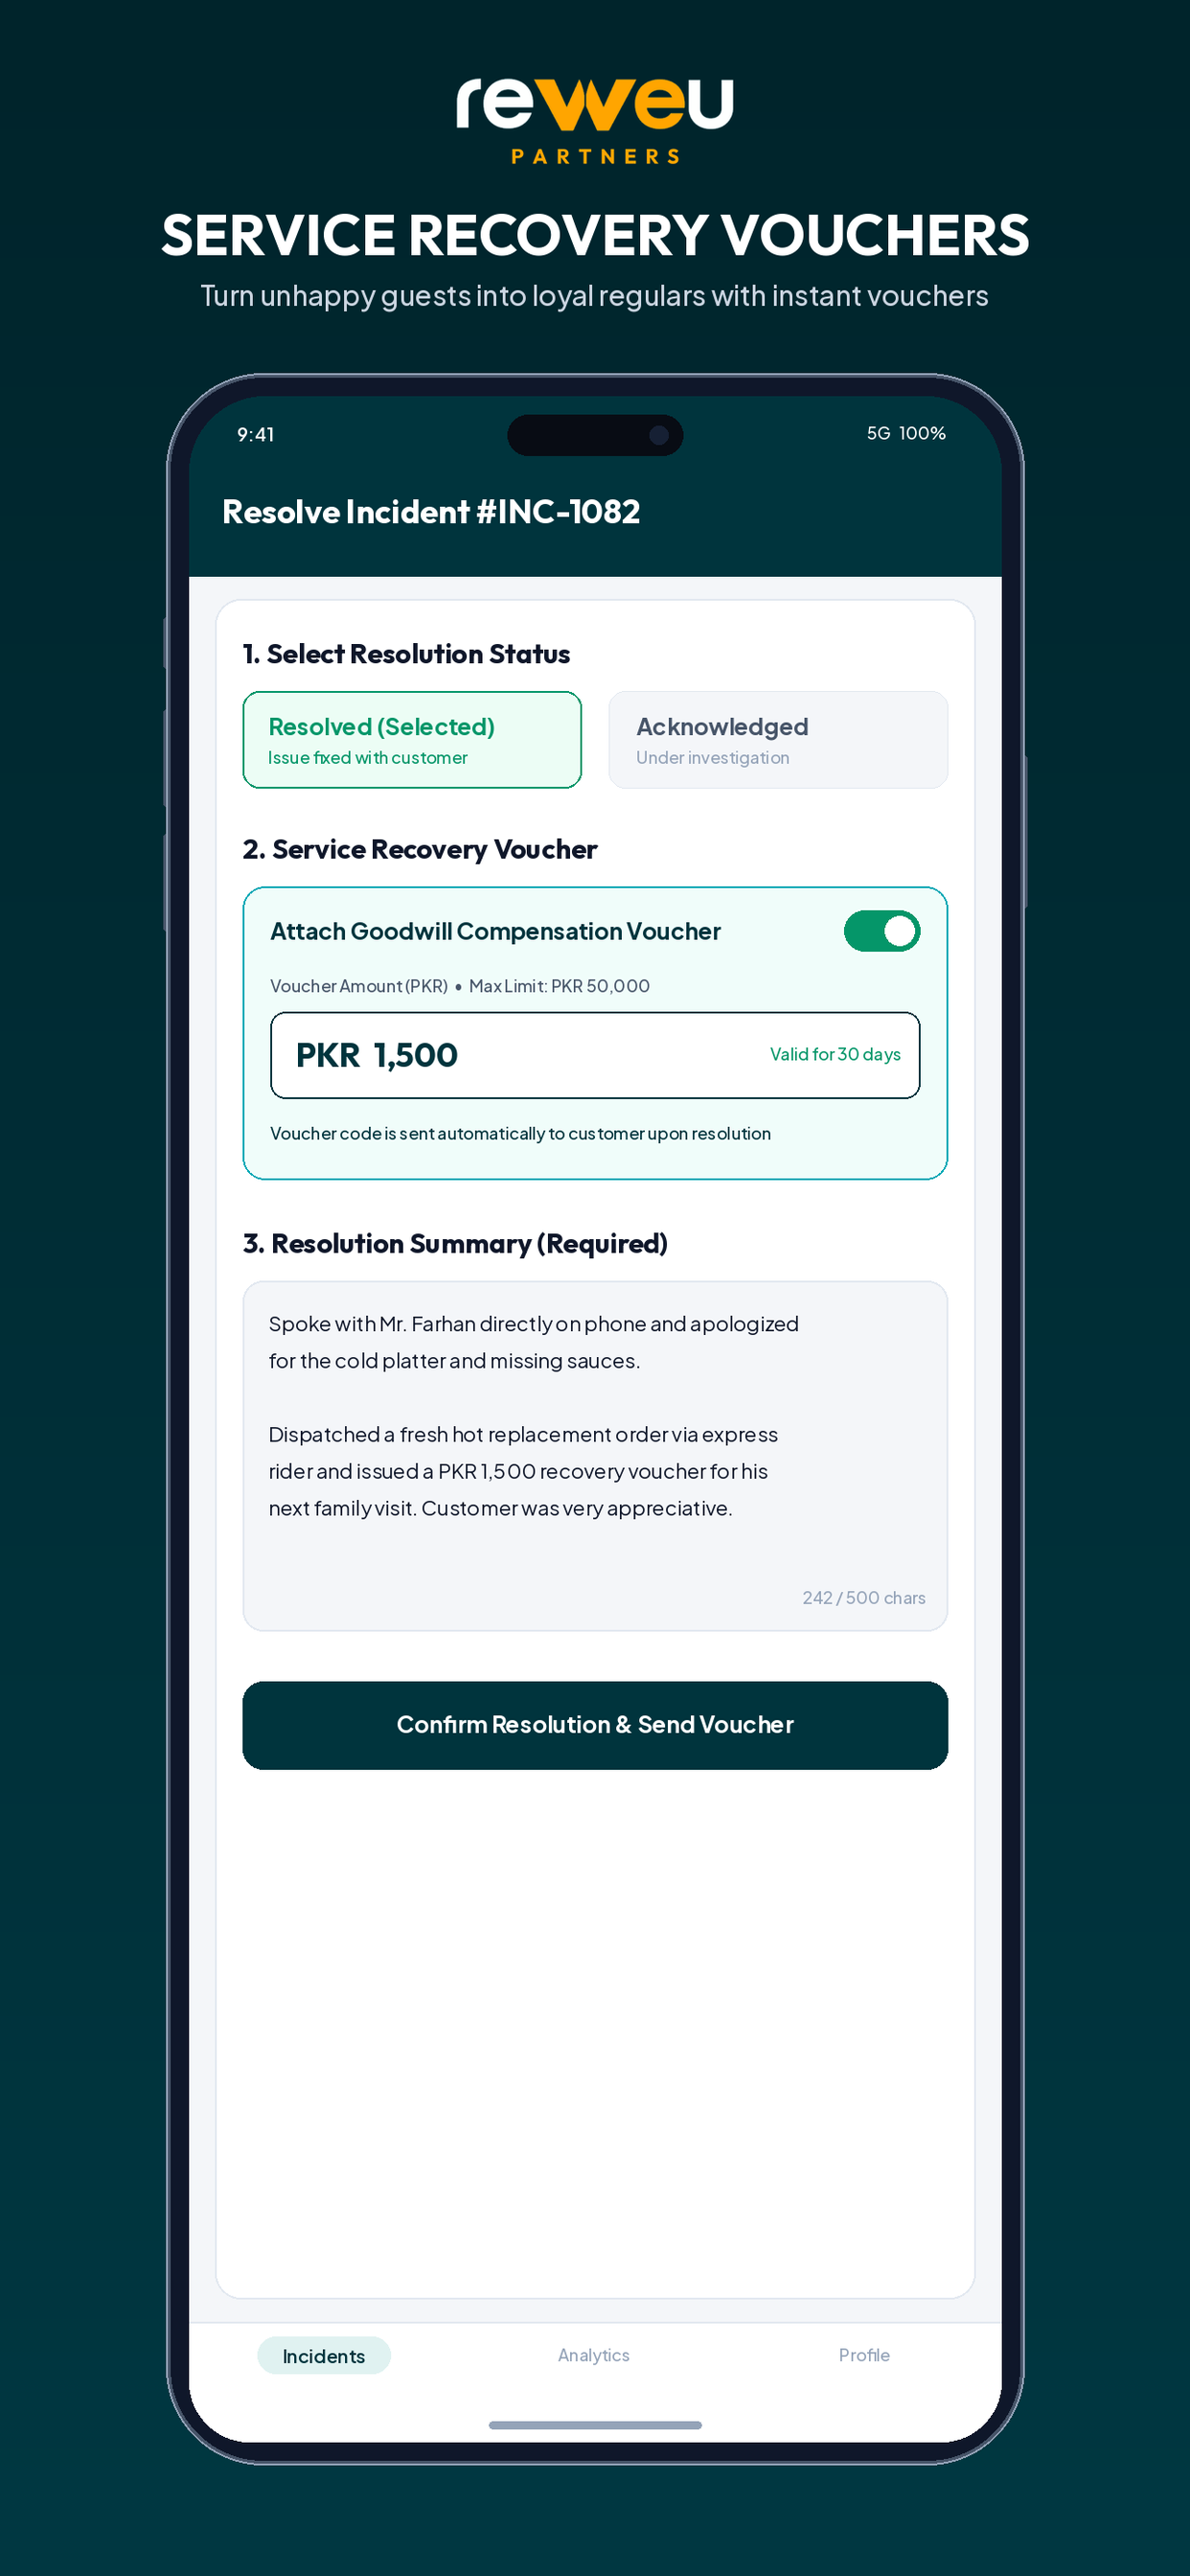 reweu
PARTNERS
SERVICE RECOVERY VOUCHERS
Turn unhappy guests into loyal regulars with instant vouchers
9:41
5G 100%
Resolve Incident #INC-1082
1. Select Resolution Status
Resolved (Selected)
Issue fixed with customer
Acknowledged
Under investigation
2. Service Recovery Voucher
Attach Goodwill Compensation Voucher
Voucher Amount (PKR) • Max Limit: PKR 50,000
PKR 1,500
Valid for 30 days
Voucher code is sent automatically to customer upon resolution
3. Resolution Summary (Required)
Spoke with Mr. Farhan directly on phone and apologized
for the cold platter and missing sauces.
Dispatched a fresh hot replacement order via express
rider and issued a PKR 1,500 recovery voucher for his
next family visit. Customer was very appreciative.
242 / 500 chars
Confirm Resolution & Send Voucher
Incidents
Analytics
Profile